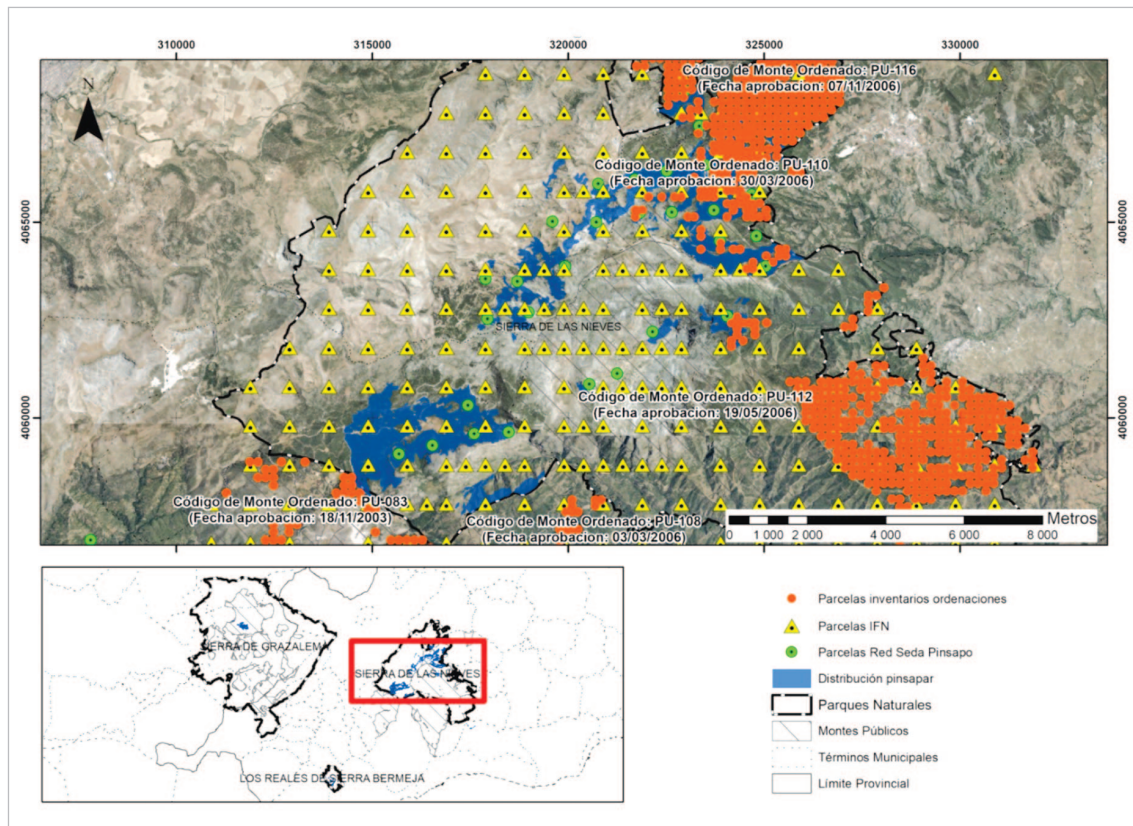 310000 315000 320000 325000 330000
N
Código de Monte Ordenado: PU-116
(Fecha aprobacion: 07/11/2006)
Código de Monte Ordenado: PU-110
(Fecha aprobacion: 30/03/2006)
4065000 4065000
SIERRA DE LAS NIEVES
Código de Monte Ordenado: PU-112
(Fecha aprobacion: 19/05/2006)
4060000 4060000
Código de Monte Ordenado: PU-083
(Fecha aprobacion: 18/11/2003)
Código de Monte Ordenado: PU-108
(Fecha aprobacion: 03/03/2006)
Metros
0 1 000 2 000 4 000 6 000 8 000
310000 315000 320000 325000 330000
SIERRA DE GRAZALEMA
SIERRA DE LAS NIEVES
LOS REALES DE SIERRA BERMEJA
Parcelas inventarios ordenaciones
Parcelas IFN
Parcelas Red Seda Pinsapo
Distribución pinsapar
Parques Naturales
Montes Públicos
Términos Municipales
Límite Provincial